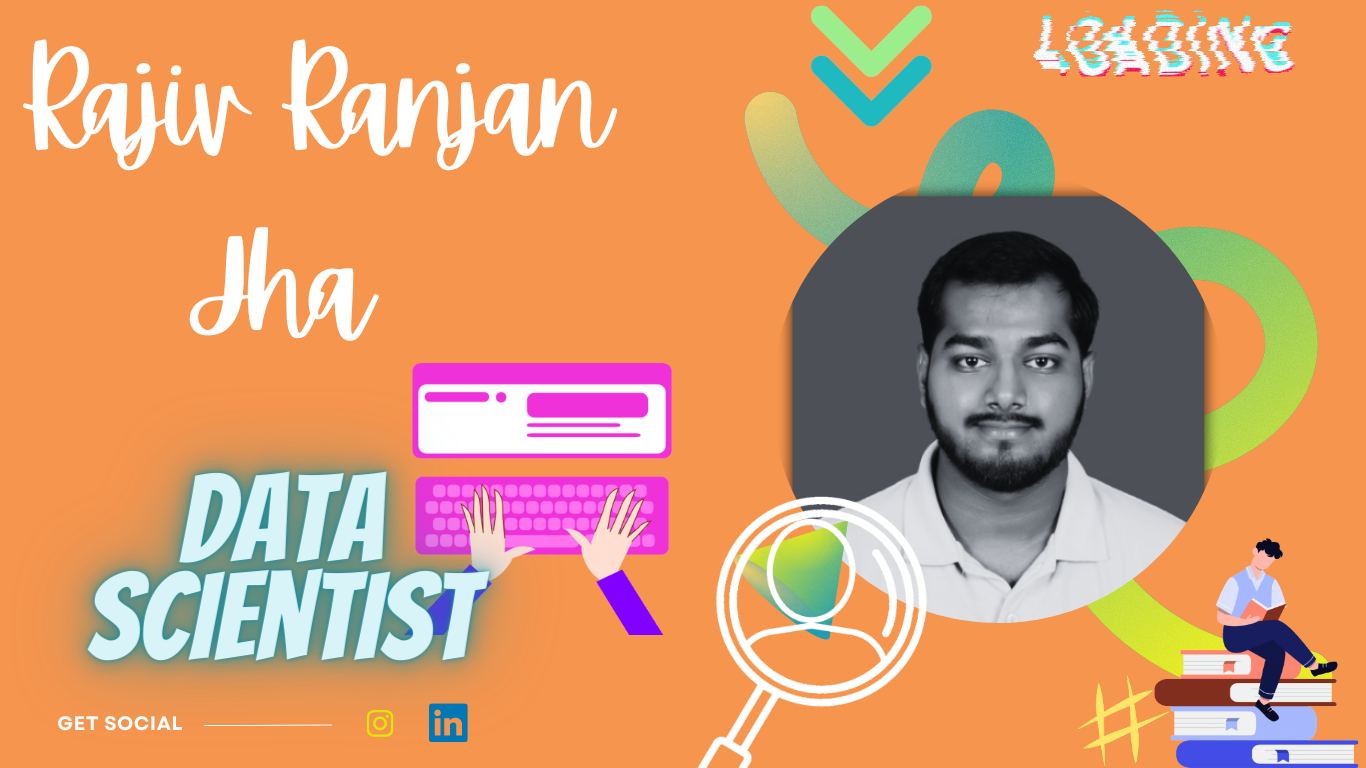 Rajiv Ranjan
Jha
LOADING
DATA
SCIENTIST
GET SOCIAL
in